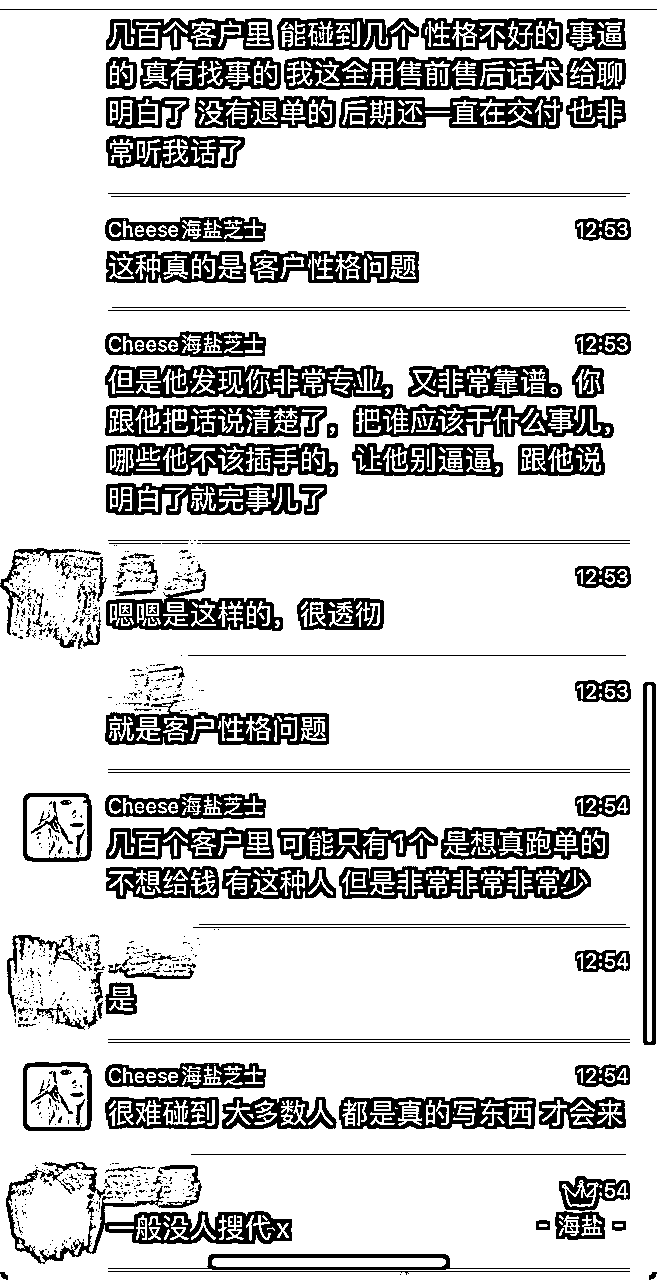 几百个客户里 能碰到几个 性格不好的 事逼
的 真有找事的 我这全用售前售后话术 给聊
明白了 没有退单的 后期还一直在交付 也非
常听我话了
Cheese海盐芝士 12:53
这种真的是 客户性格问题
Cheese海盐芝士 12:53
但是他发现你非常专业，又非常靠谱。你
跟他把话说清楚了，把谁应该干什么事儿，
哪些他不该插手的，让他别逼逼，跟他说
明白了就完事儿了
12:53
嗯嗯是这样的，很透彻
12:53
就是客户性格问题
Cheese海盐芝士 12:54
几百个客户里 可能只有1个 是想真跑单的
不想给钱 有这种人 但是非常非常非常少
12:54
是
Cheese海盐芝士 12:54
很难碰到 大多数人 都是真的写东西 才会来
:54
一般没人搜代x
- 海盐 -